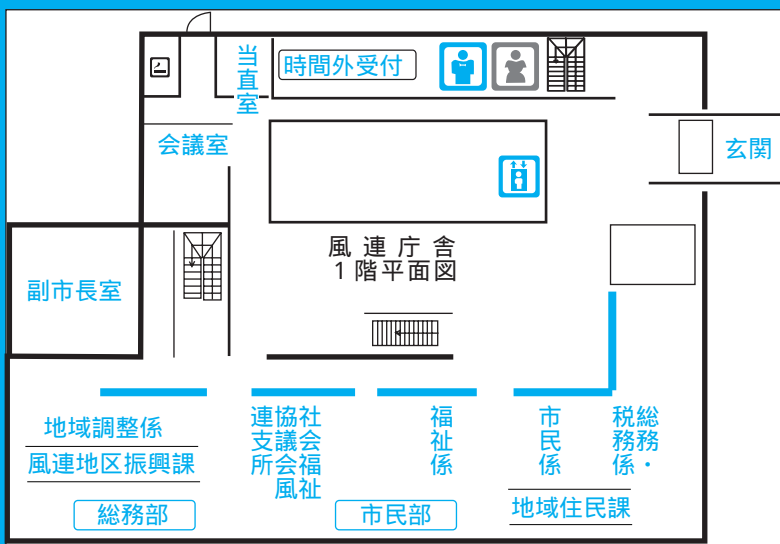 当直室
時間外受付
会議室
玄関
風連庁舎
1階平面図
副市長室
地域調整係
風連地区振興課
総務部
社会福祉
協議会風
連支所
福祉係
市民係
総務・
税務係
市民部
地域住民課